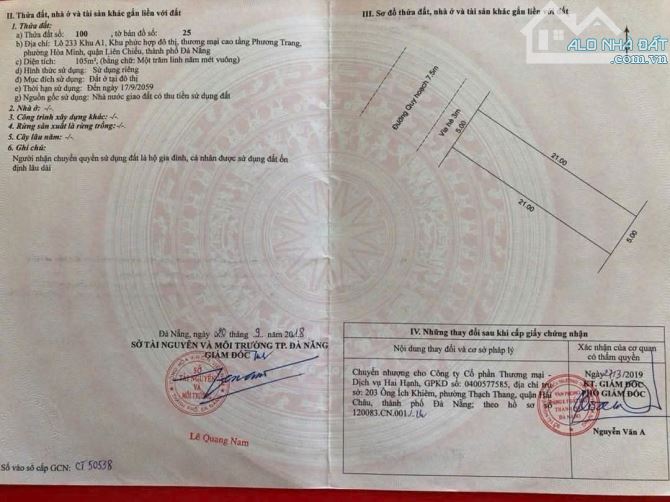 II. Thửa đất, nhà ở và tài sản khác gắn liền với đất
1. Thửa đất:
a) Thửa đất số: 100 , tờ bản đồ số: 25
b) Địa chỉ: Lô 233 Khu A1, Khu phức hợp đô thị, thương mại cao tầng Phương Trang,
phường Hòa Minh, quận Liên Chiểu, thành phố Đà Nẵng
c) Diện tích: 105m², (bằng chữ: Một trăm linh năm mét vuông)
d) Hình thức sử dụng: Sử dụng riêng
đ) Mục đích sử dụng: Đất ở tại đô thị
e) Thời hạn sử dụng: Đến ngày 17/9/2059
g) Nguồn gốc sử dụng: Nhà nước giao đất có thu tiền sử dụng đất
2. Nhà ở: -/-
3. Công trình xây dựng khác: -/-
4. Rừng sản xuất là rừng trồng: -/-
5. Cây lâu năm: -/-
6. Ghi chú:
Người nhận chuyển quyền sử dụng đất là hộ gia đình, cá nhân được sử dụng đất ổn
định lâu dài
Đà Nẵng, ngày 20 tháng 9 năm 2018
SỞ TÀI NGUYÊN VÀ MÔI TRƯỜNG TP. ĐÀ NẴNG
GIÁM ĐỐC
SỞ
TÀI NGUYÊN
VÀ
MÔI TRƯỜNG
Lê Quang Nam
Số vào sổ cấp GCN: CT 50538
III. Sơ đồ thửa đất, nhà ở và tài sản khác gắn liền với đất
ALO NHÀ ĐẤT
.com.vn
Đường Quy hoạch 7,5m
Vỉa hè 3m
5.00
21.00
21.00
5.00
IV. Những thay đổi sau khi cấp giấy chứng nhận
Nội dung thay đổi và cơ sở pháp lý
Xác nhận của cơ quan
có thẩm quyền
Chuyển nhượng cho Công ty Cổ phần Thương mại -
Dịch vụ Hai Hạnh, GPKD số: 0400577585, địa chỉ trụ
sở: 203 Ông Ích Khiêm, phường Thạch Thang, quận Hải
Châu, thành phố Đà Nẵng; theo hồ sơ số
120083.CN.001
Ngày 27/3/2019
KT. GIÁM ĐỐC
PHÓ GIÁM ĐỐC
Nguyễn Văn A